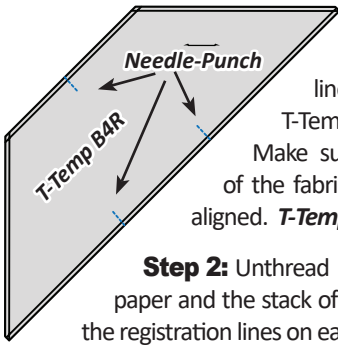 Needle-Punch
T-Temp B4R
T-Tem
Make su
of the fabri
aligned. T-Temp
Step 2: Unthread
paper and the stack of
the registration lines on ea